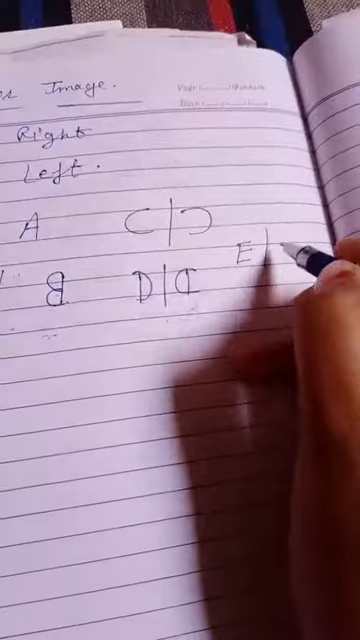 Image.
Right
Left.
A C | Ɔ
E |
B D | ᗡ